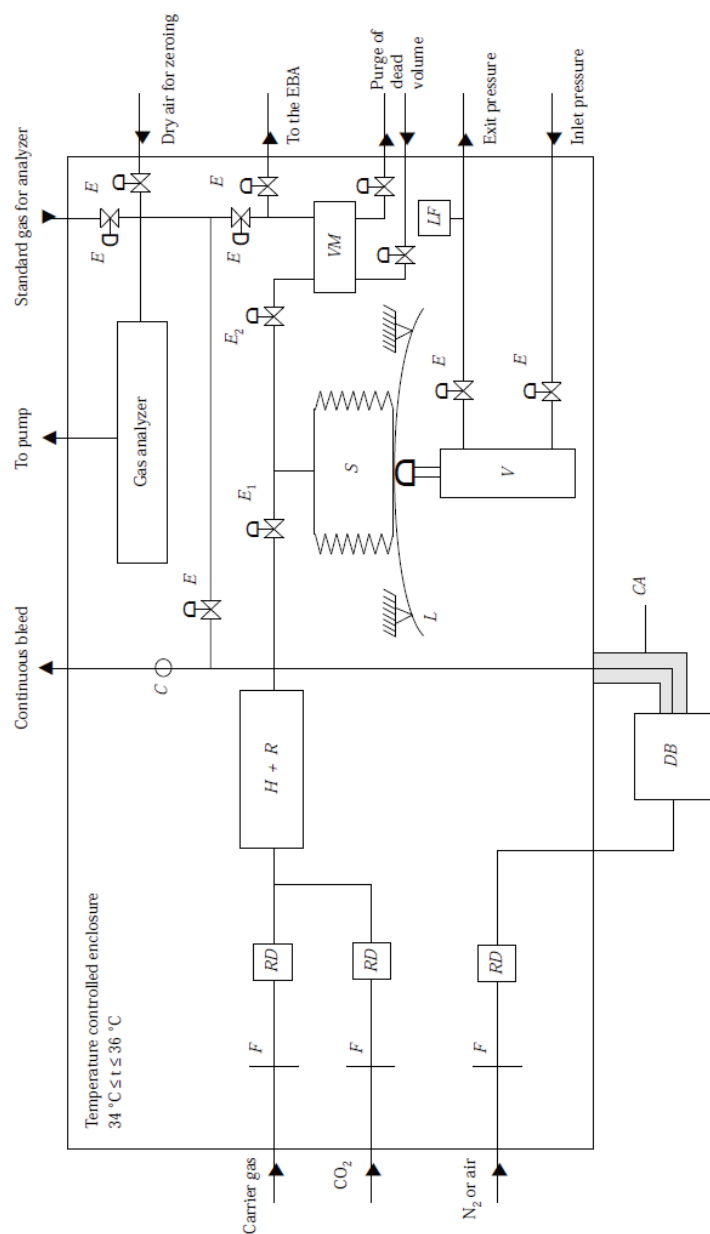 Temperature controlled enclosure
34 °C ≤ t ≤ 36 °C
Continuous bleed
To pump
Standard gas for analyzer
C
E
Gas analyzer
E
E
Dry air for zeroing
E
E
To the EBA
Carrier gas
F
RD
H + R
E1
E2
VM
Purge of
dead
volume
CO2
F
RD
S
L
LF
E
Exit pressure
N2 or air
F
RD
V
E
Inlet pressure
CA
DB